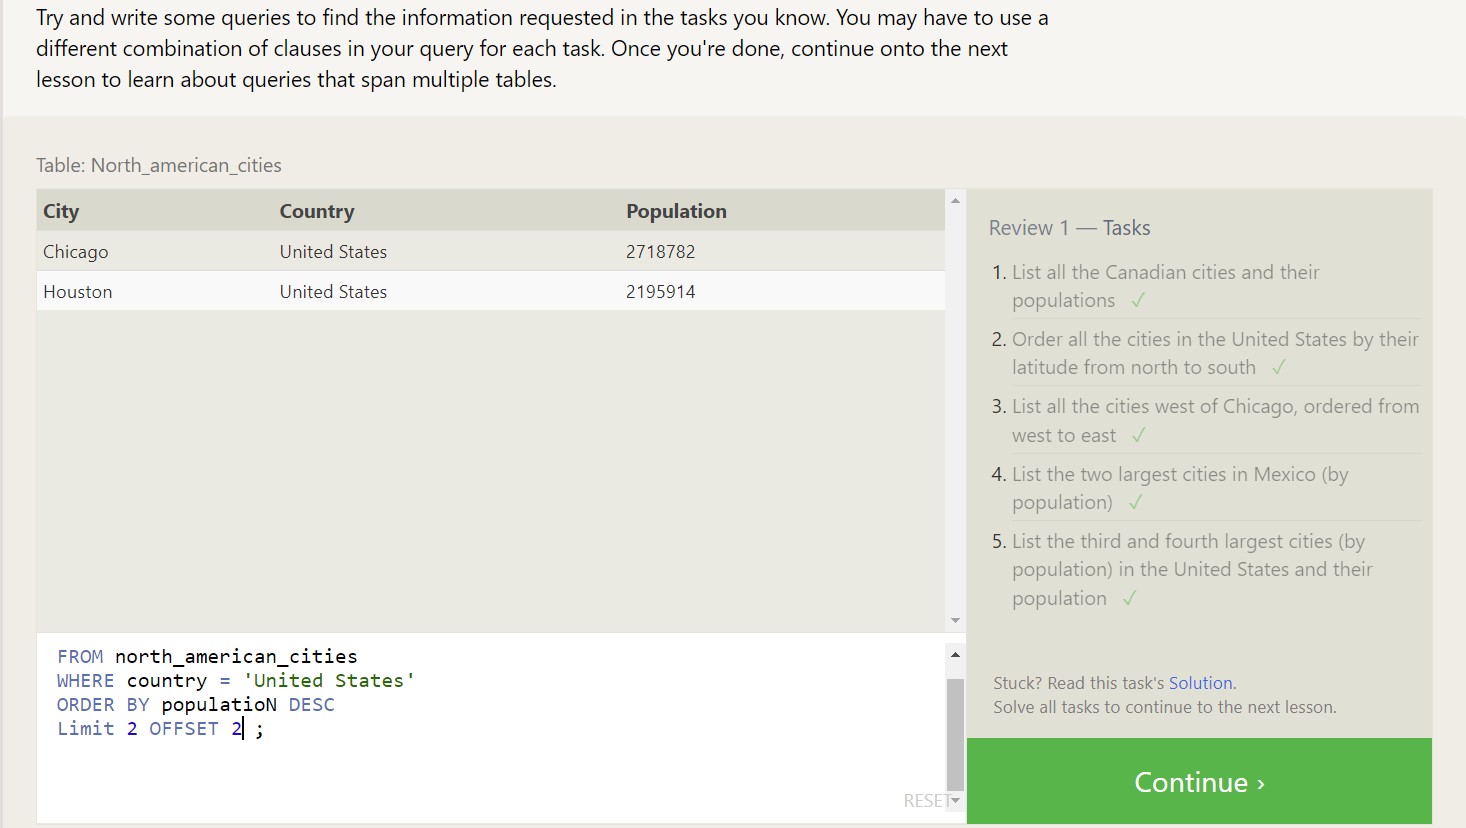 Try and write some queries to find the information requested in the tasks you know. You may have to use a
different combination of clauses in your query for each task. Once you're done, continue onto the next
lesson to learn about queries that span multiple tables.
Table: North_american_cities
City Country Population
Chicago United States 2718782
Houston United States 2195914
FROM north_american_cities
WHERE country = 'United States'
ORDER BY populatioN DESC
Limit 2 OFFSET 2 ;
RESET
Review 1 — Tasks
1. List all the Canadian cities and their
populations ✓
2. Order all the cities in the United States by their
latitude from north to south ✓
3. List all the cities west of Chicago, ordered from
west to east ✓
4. List the two largest cities in Mexico (by
population) ✓
5. List the third and fourth largest cities (by
population) in the United States and their
population ✓
Stuck? Read this task's Solution.
Solve all tasks to continue to the next lesson.
Continue ›